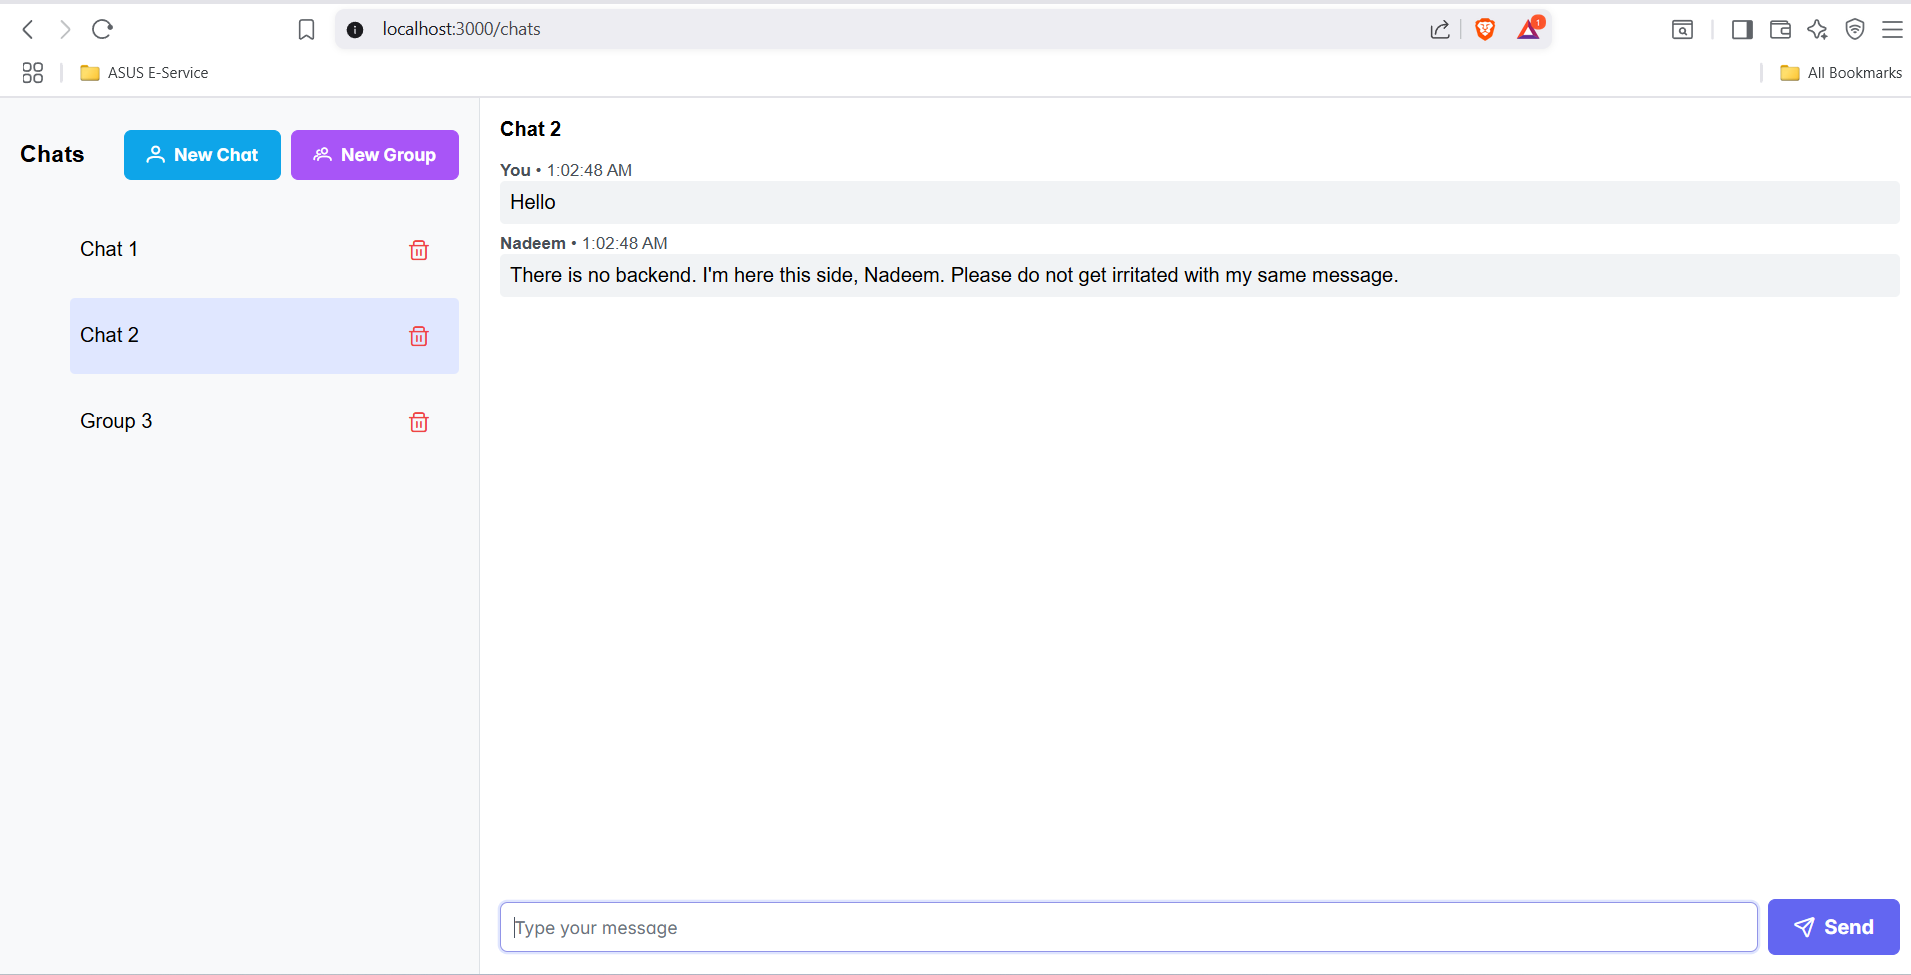 localhost:3000/chats
1
ASUS E-Service
All Bookmarks
Chats
New Chat
New Group
Chat 1
Chat 2
Group 3
Chat 2
You • 1:02:48 AM
Hello
Nadeem • 1:02:48 AM
There is no backend. I'm here this side, Nadeem. Please do not get irritated with my same message.
Type your message
Send